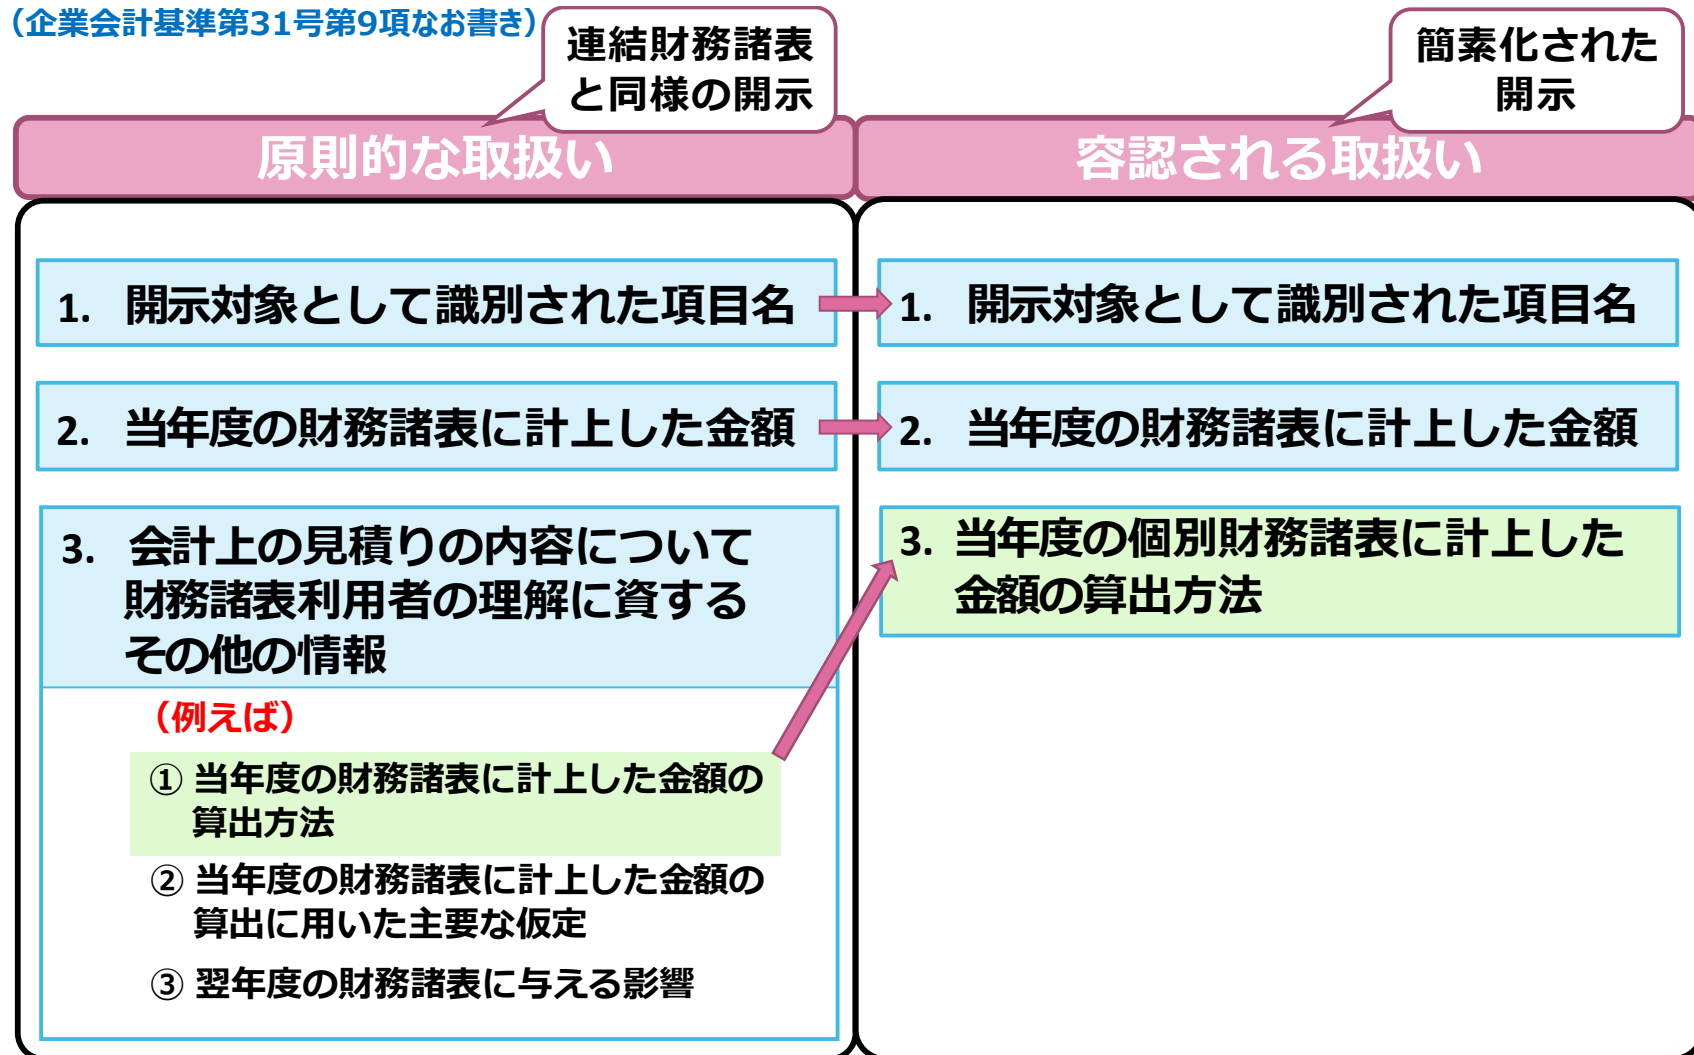 （企業会計基準第31号第9項なお書き）
連結財務諸表
と同様の開示
簡素化された
開示
原則的な取扱い
容認される取扱い
1. 開示対象として識別された項目名
2. 当年度の財務諸表に計上した金額
3. 会計上の見積りの内容について
財務諸表利用者の理解に資する
その他の情報
（例えば）
① 当年度の財務諸表に計上した金額の
算出方法
② 当年度の財務諸表に計上した金額の
算出に用いた主要な仮定
③ 翌年度の財務諸表に与える影響
1. 開示対象として識別された項目名
2. 当年度の財務諸表に計上した金額
3. 当年度の個別財務諸表に計上した
金額の算出方法